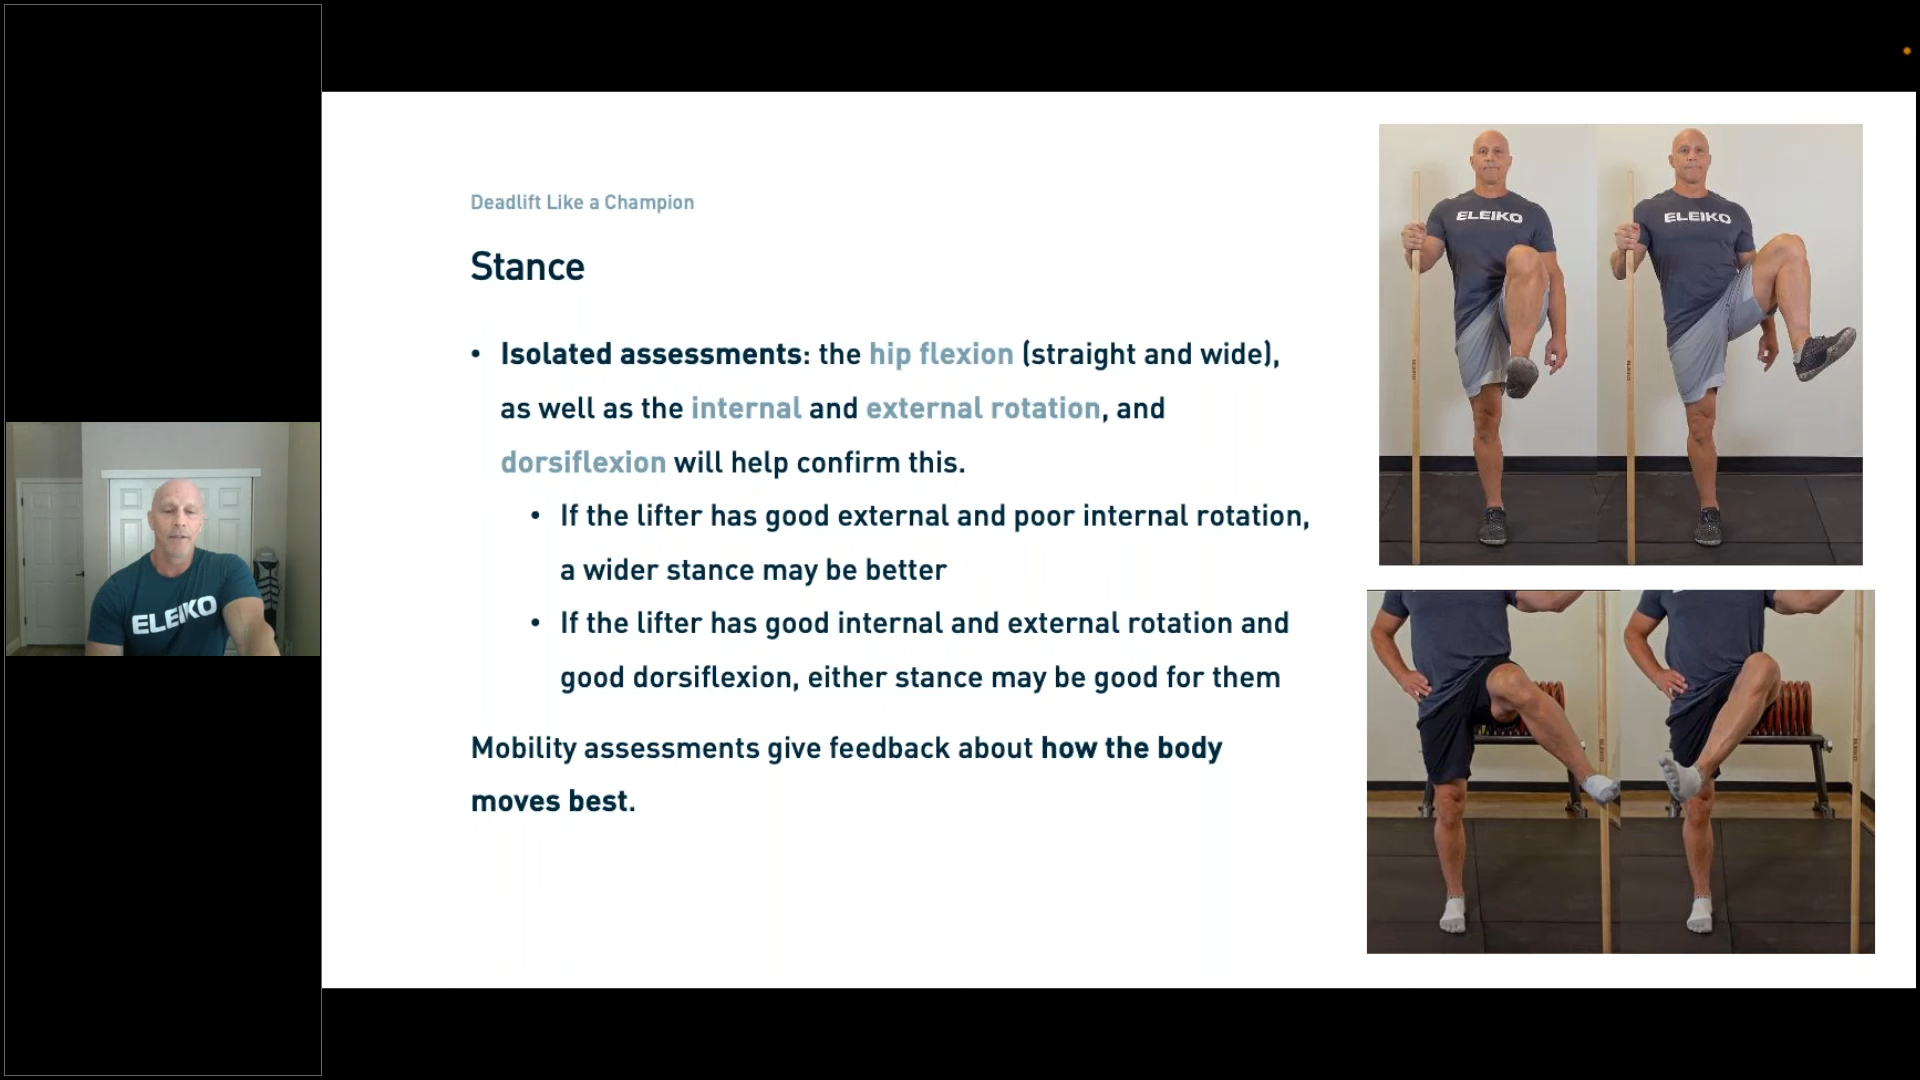 Deadlift Like a Champion
Stance
• Isolated assessments: the hip flexion (straight and wide),
as well as the internal and external rotation, and
dorsiflexion will help confirm this.
• If the lifter has good external and poor internal rotation,
a wider stance may be better
• If the lifter has good internal and external rotation and
good dorsiflexion, either stance may be good for them
Mobility assessments give feedback about how the body
moves best.
ELEIKO
ELEIKO
ELEIKO